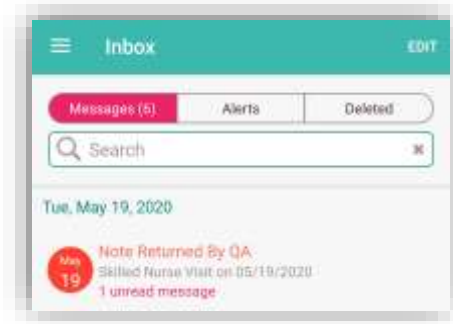 Inbox
EDIT
Messages (6)
Alerts
Deleted
Search
Tue, May 19, 2020
May
19
Note Returned By QA
Skilled Nurse Visit on 05/19/2020
1 unread message